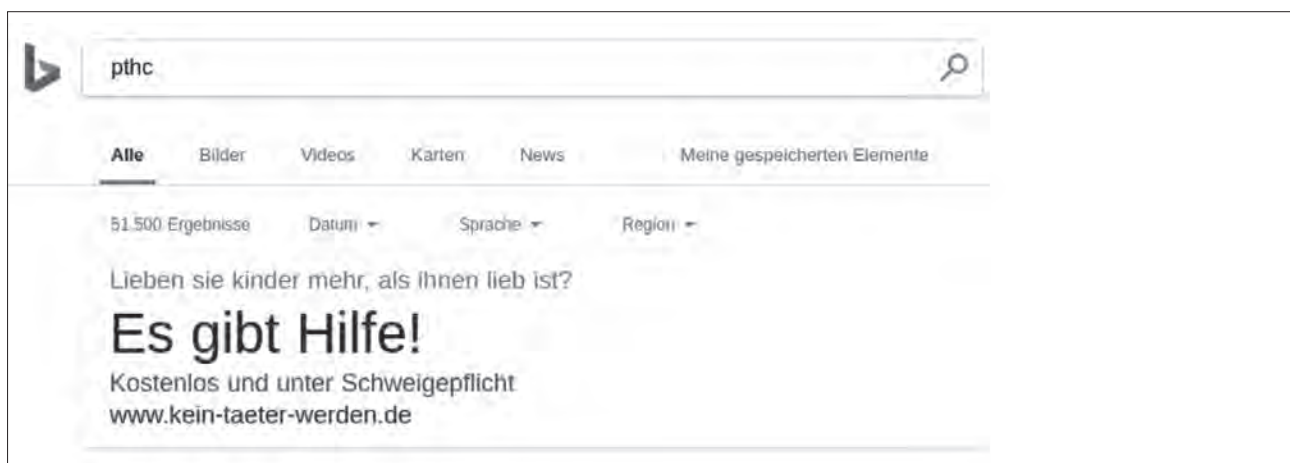 pthc
Alle Bilder Videos Karten News Meine gespeicherten Elemente
51.500 Ergebnisse Datum Sprache Region
Lieben sie kinder mehr, als ihnen lieb ist?
Es gibt Hilfe!
Kostenlos und unter Schweigepflicht
www.kein-taeter-werden.de